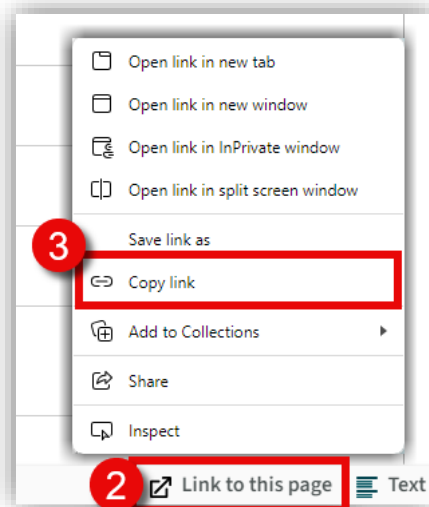 Open link in new tab
Open link in new window
Open link in InPrivate window
Open link in split screen window
Save link as
3
Copy link
Add to Collections
Share
Inspect
2 Link to this page Text